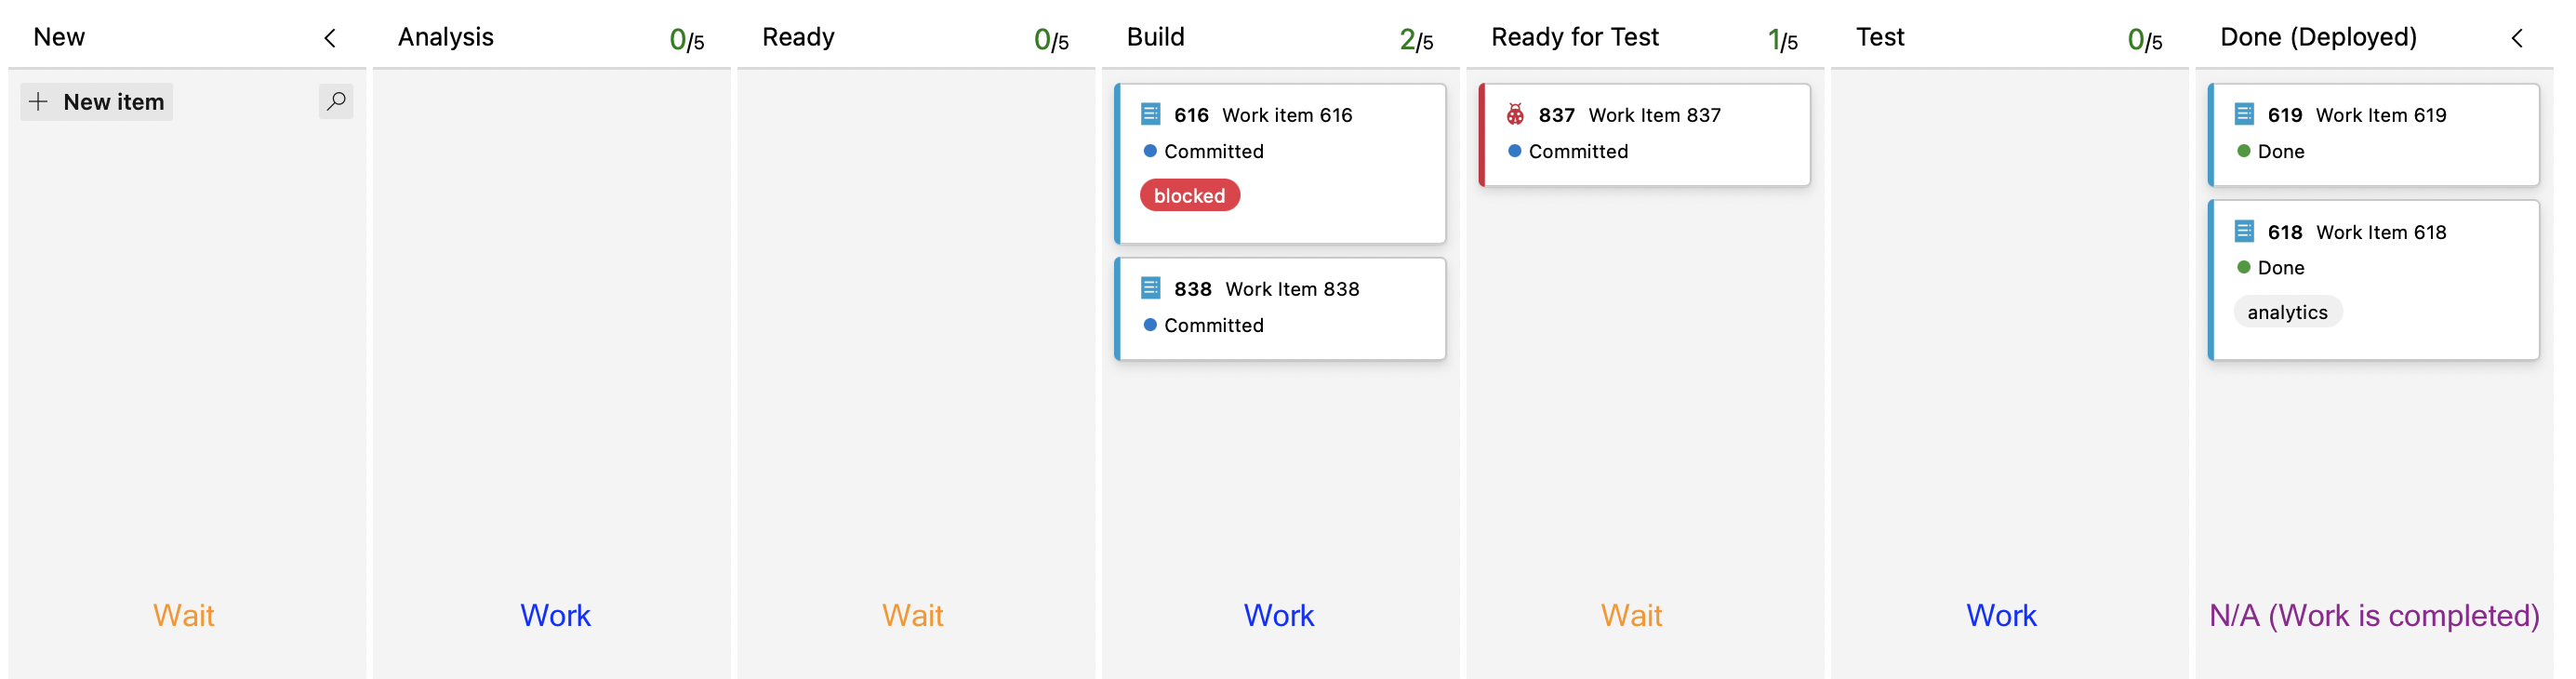 New
Analysis 0/5
Ready 0/5
Build 2/5
Ready for Test 1/5
Test 0/5
Done (Deployed)
New item
616 Work item 616
Committed
blocked
838 Work Item 838
Committed
837 Work Item 837
Committed
619 Work Item 619
Done
618 Work Item 618
Done
analytics
Wait
Work
Wait
Work
Wait
Work
N/A (Work is completed)